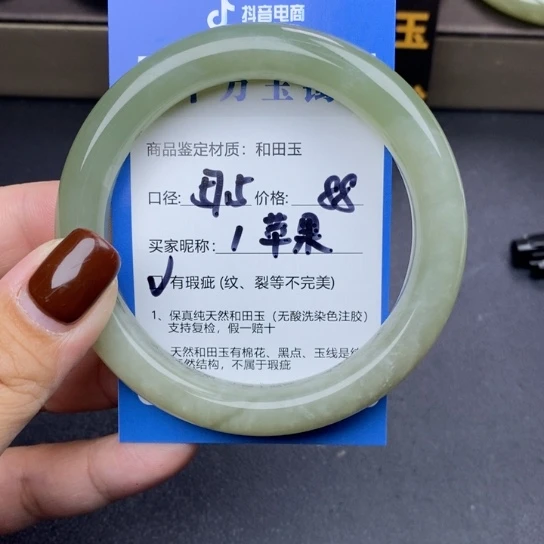 抖音电商
商品鉴定材质：和田玉
口径: 价格: 88
买家昵称: 1 苹果
有瑕疵 (纹、裂等不完美)
1、保真纯天然和田玉（无酸洗染色注胶）
支持复检，假一赔十
天然和田玉有棉花、黑点、玉线是
然结构，不属于瑕疵
玉